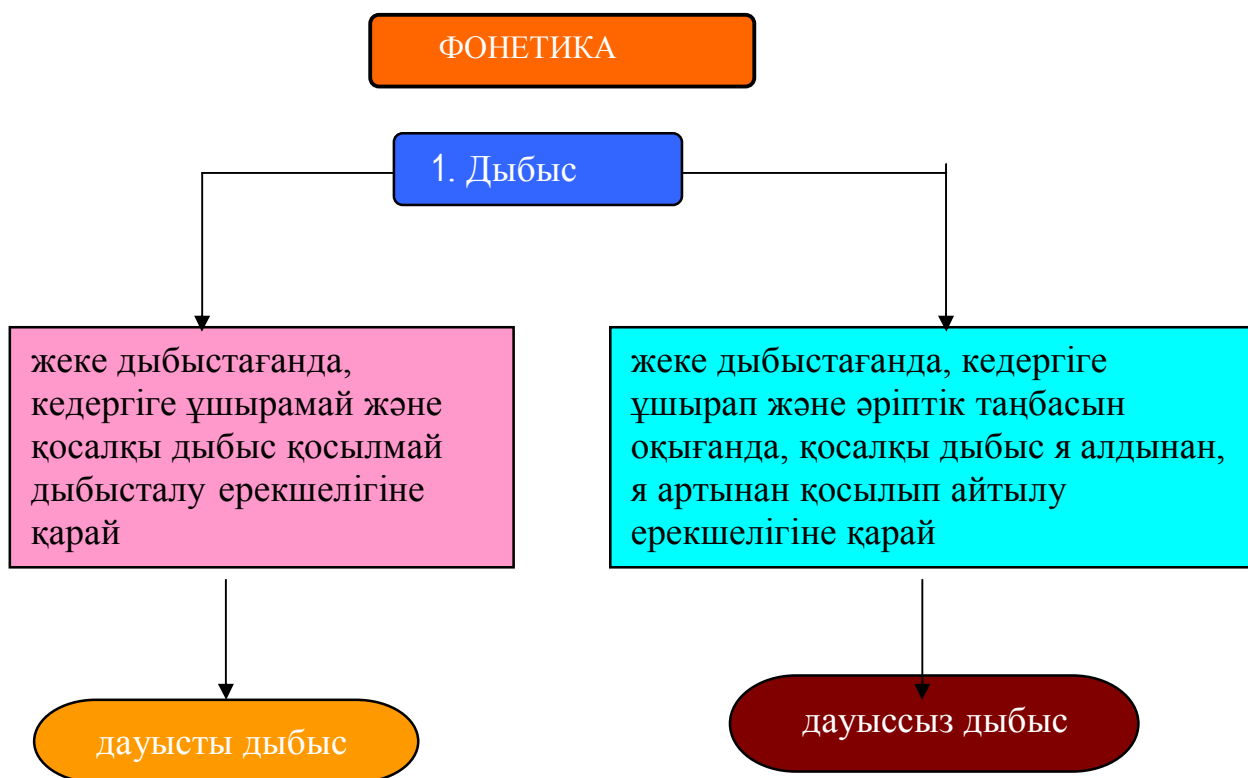 ФОНЕТИКА
1. Дыбыс
жеке дыбыстағанда,
кедергіге ұшырамай және
қосалқы дыбыс қосылмай
дыбысталу ерекшелігіне
қарай
жеке дыбыстағанда, кедергіге
ұшырап және әріптік таңбасын
оқығанда, қосалқы дыбыс я алдынан,
я артынан қосылып айтылу
ерекшелігіне қарай
дауысты дыбыс
дауыссыз дыбыс